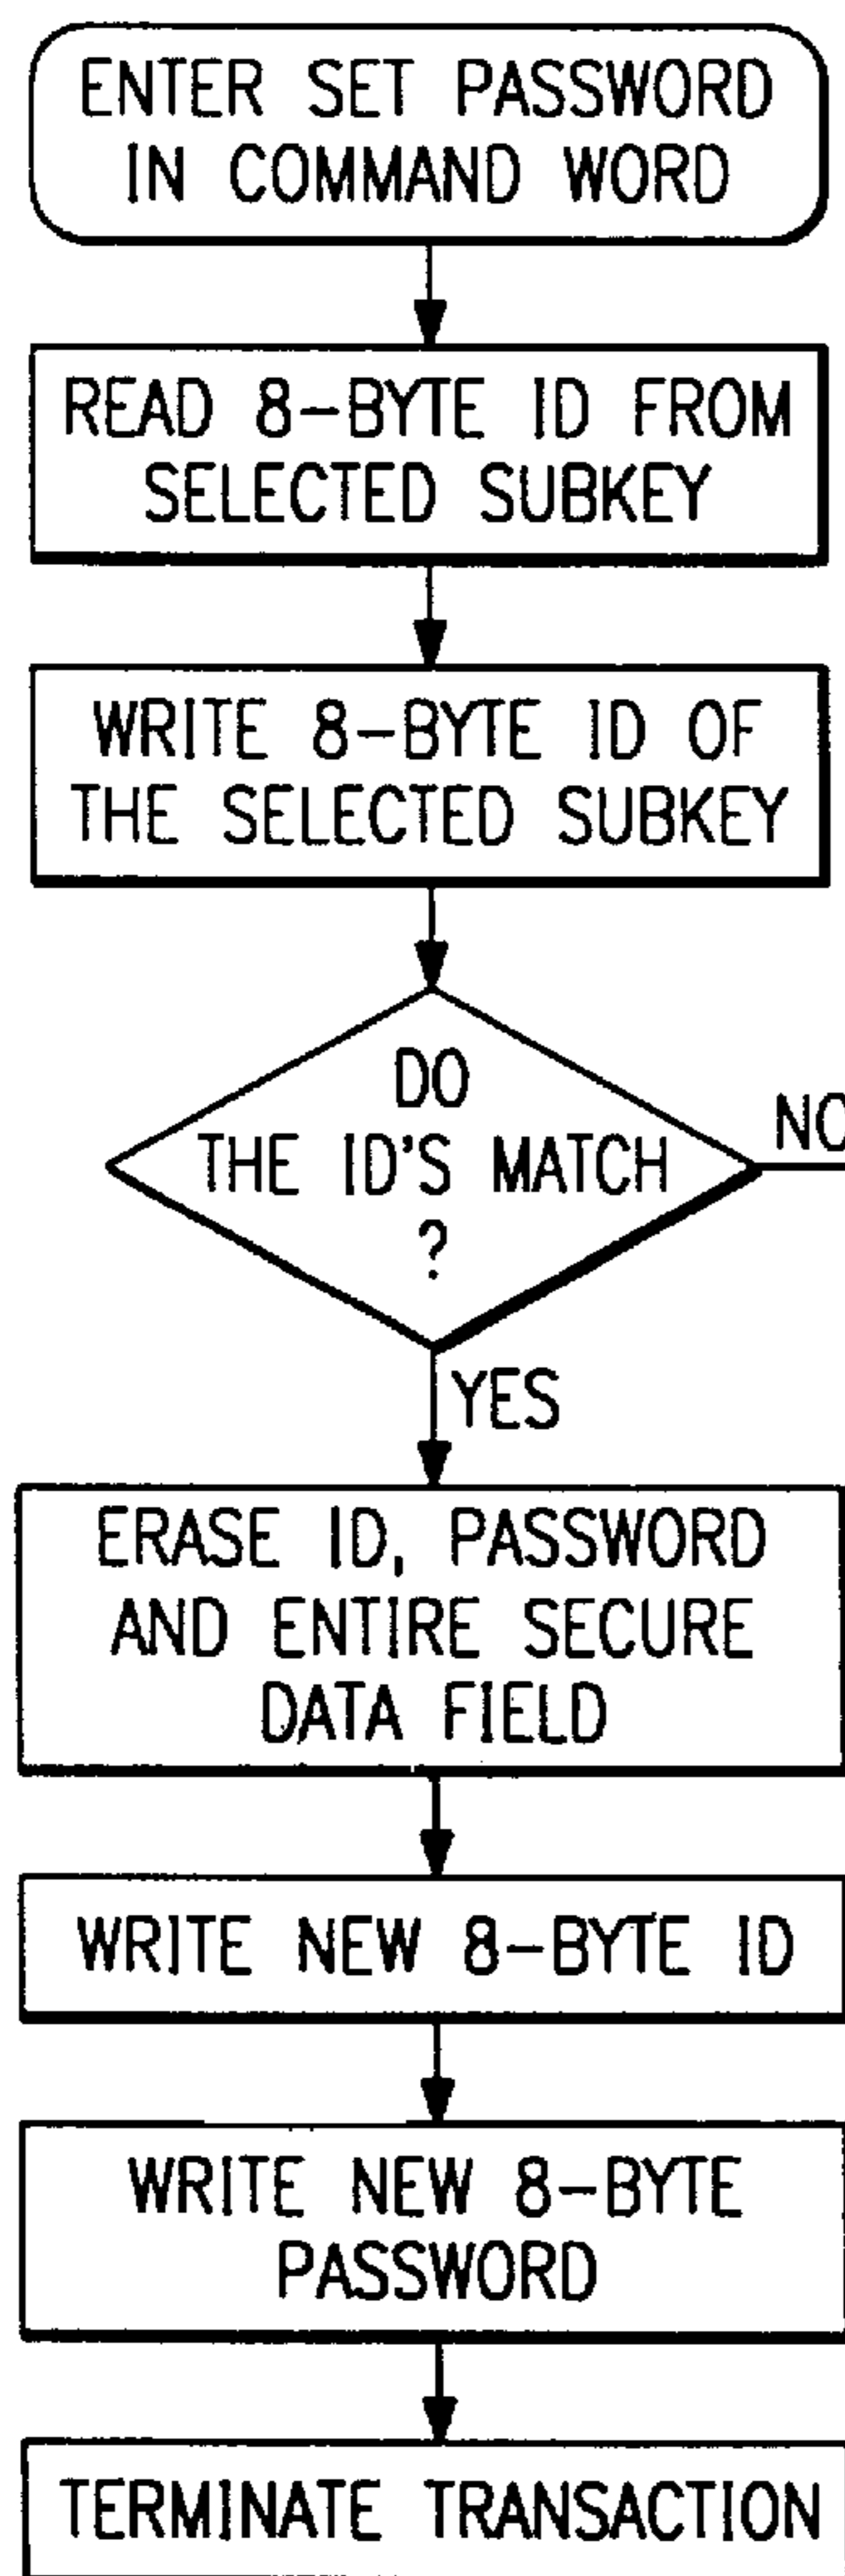 ENTER SET PASSWORD
IN COMMAND WORD
READ 8-BYTE ID FROM
SELECTED SUBKEY
WRITE 8-BYTE ID OF
THE SELECTED SUBKEY
DO
THE ID'S MATCH
?
NO
YES
ERASE ID, PASSWORD
AND ENTIRE SECURE
DATA FIELD
WRITE NEW 8-BYTE ID
WRITE NEW 8-BYTE
PASSWORD
TERMINATE TRANSACTION